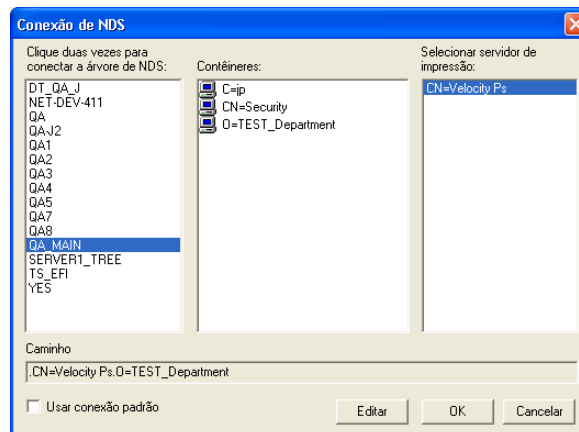 Conexão de NDS
Clique duas vezes para
conectar a árvore de NDS:
DT_QA_J
NET-DEV-411
QA
QA-J2
QA1
QA2
QA3
QA4
QA5
QA7
QA8
QA_MAIN
SERVER1_TREE
TS_EFI
YES
Contêineres:
C=jp
CN=Security
O=TEST_Department
Selecionar servidor de
impressão:
CN=Velocity Ps
Caminho
.CN=Velocity Ps.O=TEST_Department
Usar conexão padrão
Editar
OK
Cancelar